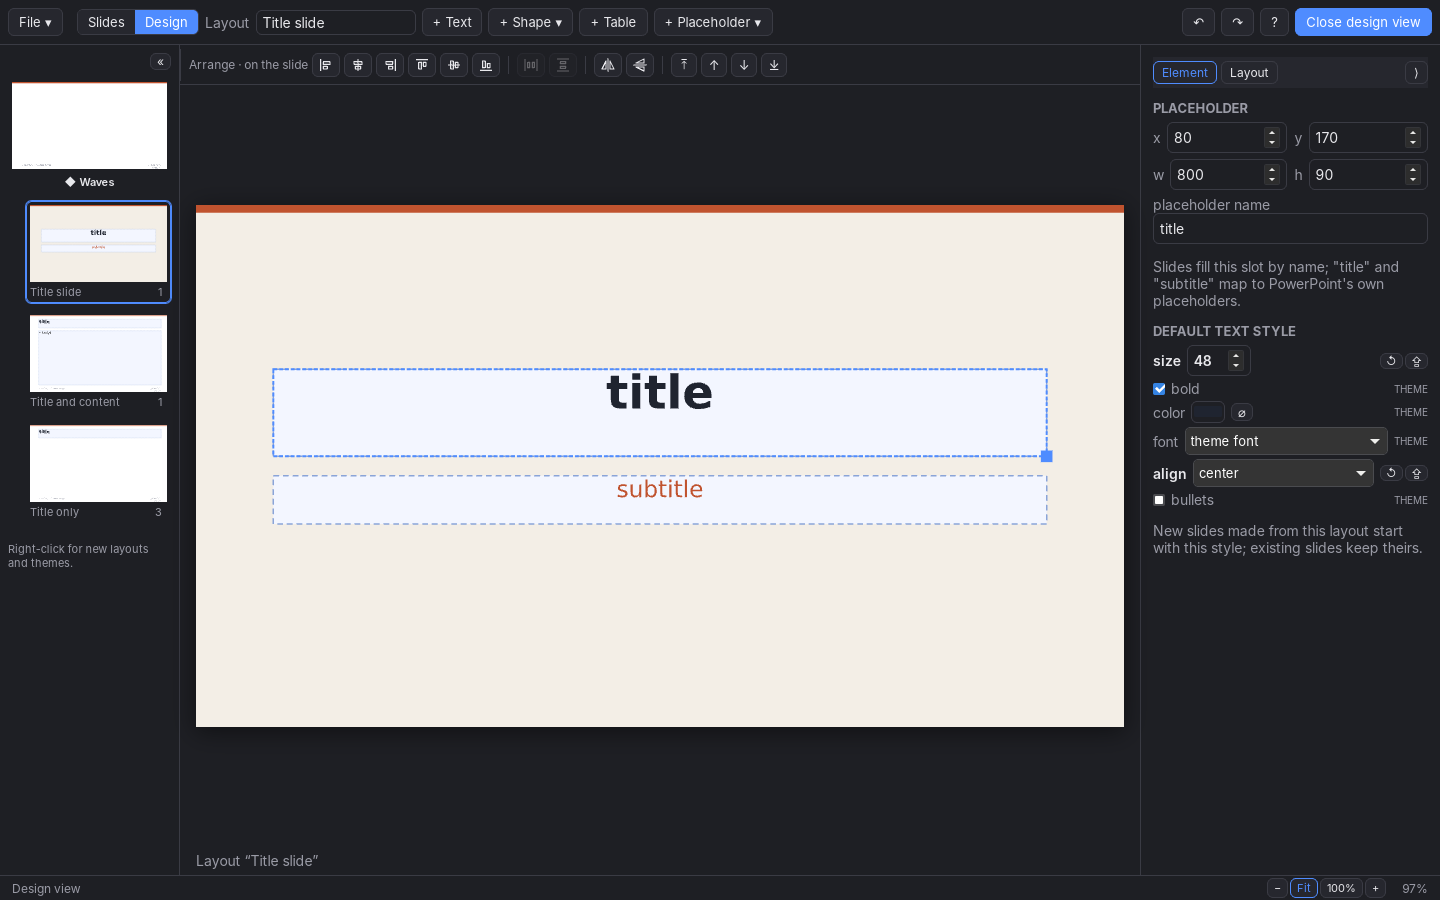 File ▾
Slides
Design
Layout
Title slide
+ Text
+ Shape ▾
+ Table
+ Placeholder ▾
↶
↷
?
Close design view
«
Arrange · on the slide
◆ Waves
title
subtitle
Title slide 1
title
Title and content 1
title
Title only 3
Right-click for new layouts
and themes.
title
subtitle
Layout “Title slide”
Element
Layout
⟩
PLACEHOLDER
x 80
y 170
w 800
h 90
placeholder name
title
Slides fill this slot by name; "title" and
"subtitle" map to PowerPoint's own
placeholders.
DEFAULT TEXT STYLE
size 48
bold THEME
color ⌀ THEME
font theme font THEME
align center
bullets THEME
New slides made from this layout start
with this style; existing slides keep theirs.
Design view
−
Fit
100%
+
97%